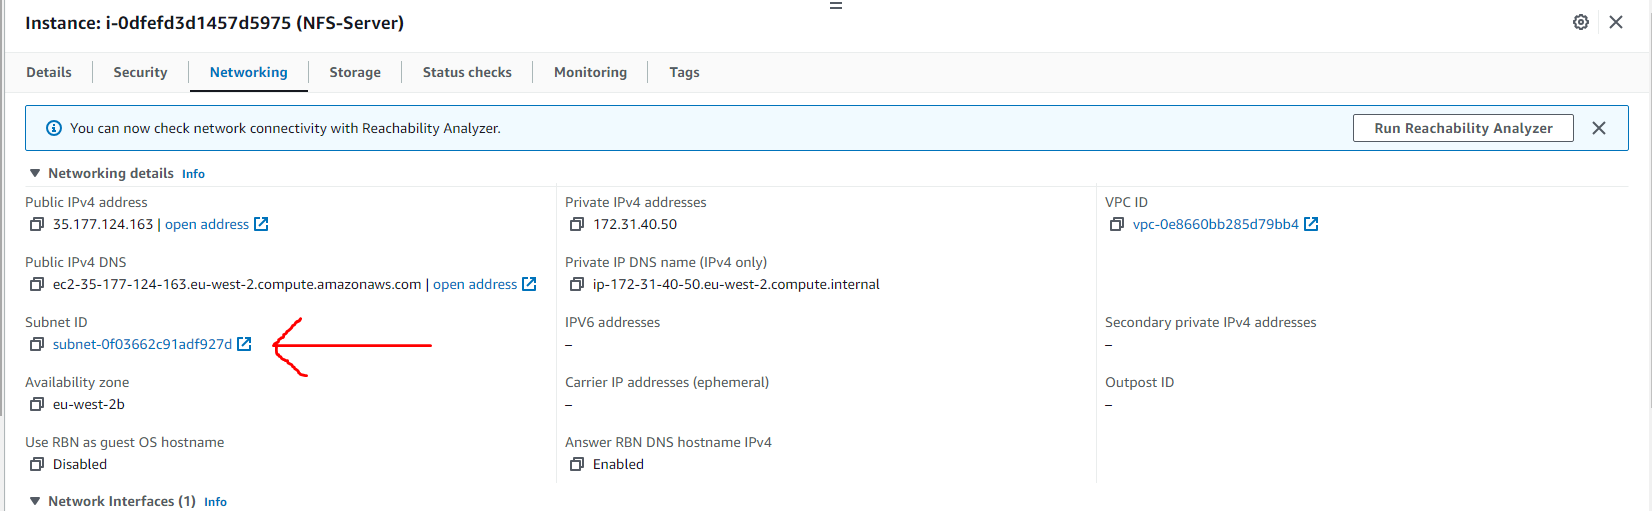 Instance: i-0dfefd3d1457d5975 (NFS-Server)
Details Security Networking Storage Status checks Monitoring Tags
You can now check network connectivity with Reachability Analyzer. Run Reachability Analyzer
Networking details Info
Public IPv4 address Private IPv4 addresses VPC ID
35.177.124.163 | open address 172.31.40.50 vpc-0e8660bb285d79bb4
Public IPv4 DNS Private IP DNS name (IPv4 only)
ec2-35-177-124-163.eu-west-2.compute.amazonaws.com | open address ip-172-31-40-50.eu-west-2.compute.internal
Subnet ID IPV6 addresses Secondary private IPv4 addresses
subnet-0f03662c91adf927d – –
Availability zone Carrier IP addresses (ephemeral) Outpost ID
eu-west-2b – –
Use RBN as guest OS hostname Answer RBN DNS hostname IPv4
Disabled Enabled
Network Interfaces (1) Info